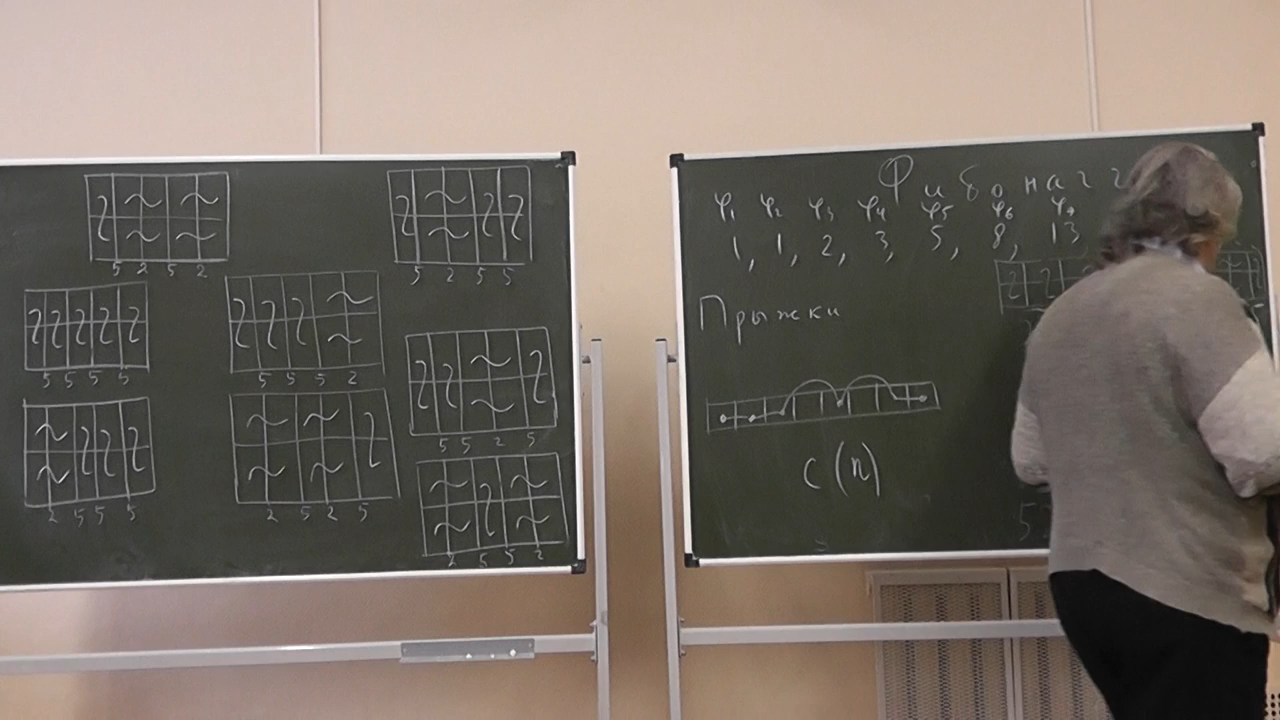 5 2 5 2
5 2 5 5
5 5 5 5
5 5 5 2
5 5 2 5
2 5 5 5
2 5 2 5
2 5 5 2
Фибоначч
φ₁ φ₂ φ₃ φ₄ φ₅ φ₆ φ₇
1, 1, 2, 3, 5, 8, 13
Прыжки
C(n)